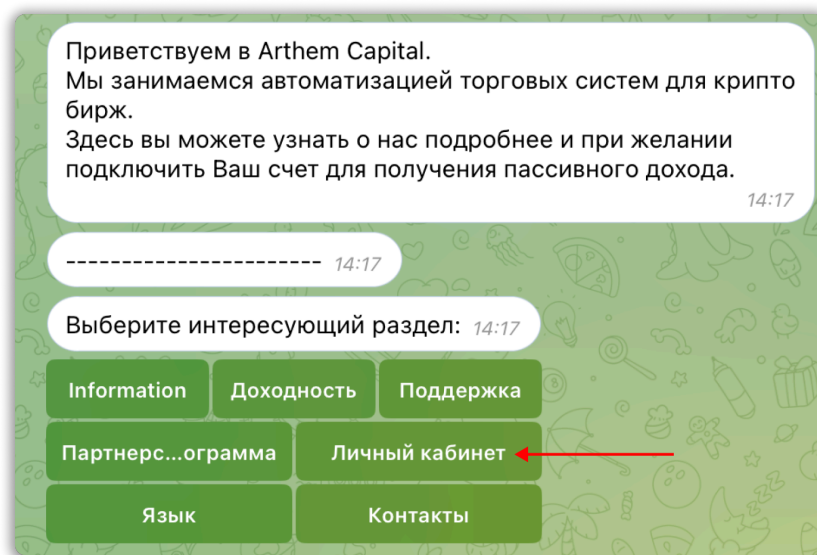 Приветствуем в Arthem Capital.
Мы занимаемся автоматизацией торговых систем для крипто
бирж.
Здесь вы можете узнать о нас подробнее и при желании
подключить Ваш счет для получения пассивного дохода.
14:17
----------------------- 14:17
Выберите интересующий раздел: 14:17
Information Доходность Поддержка
Партнерс...ограмма Личный кабинет
Язык Контакты